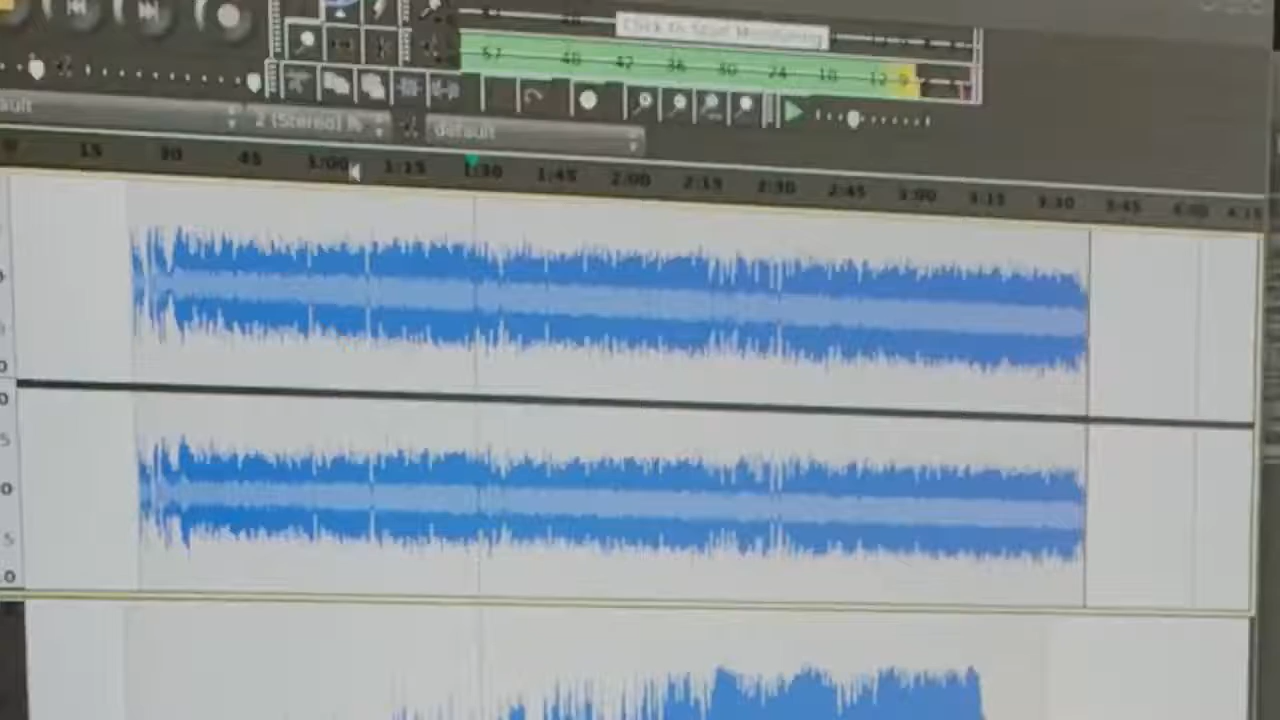 Click to Start Monitoring
57 48 42 36 30 24 18 12 9
2 (Stereo) R
default
15 30 45 1:00 1:15 1:30 1:45 2:00 2:15 2:30 2:45 3:00 3:15 3:30 3:45 4:00 4:15